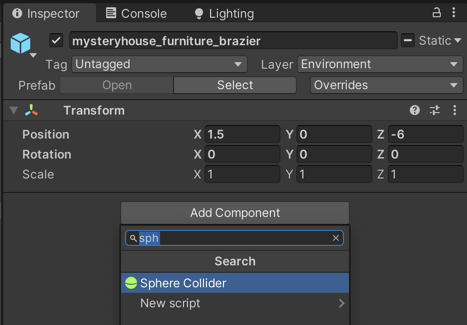 Inspector Console Lighting
mysteryhouse_furniture_brazier Static
Tag Untagged Layer Environment
Prefab Open Select Overrides
Transform
Position X 1.5 Y 0 Z -6
Rotation X 0 Y 0 Z 0
Scale X 1 Y 1 Z 1
Add Component
sph
Search
Sphere Collider
New script